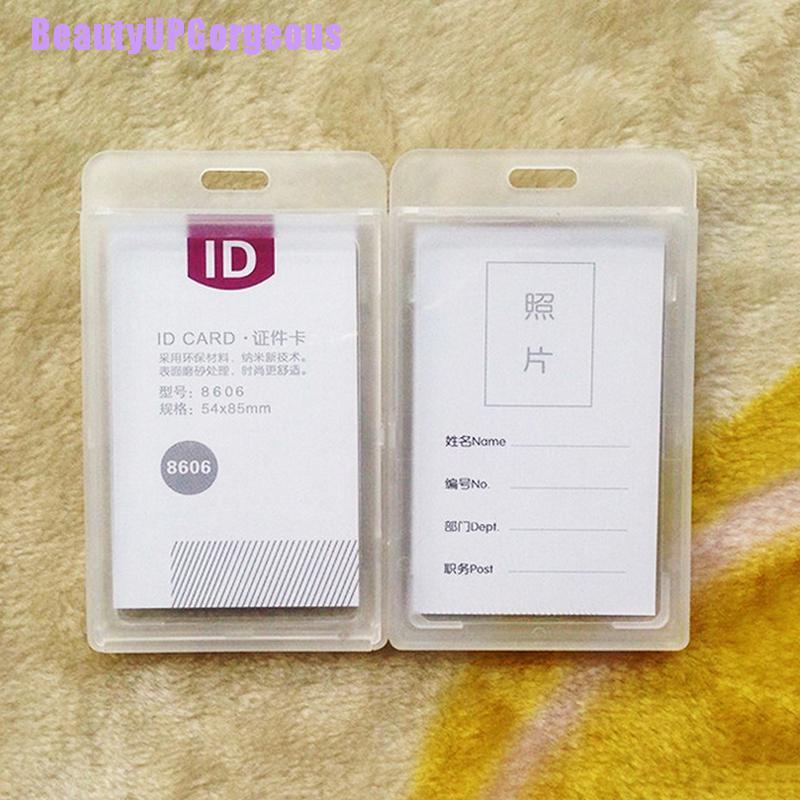 BeautyUPGorgeous
ID
ID CARD·证件卡
采用环保材料、纳米新技术。
表面磨砂处理、时尚更舒适。
型号：8606
规格：54x85mm
8606
照
片
姓名Name
编号No.
部门Dept.
职务Post